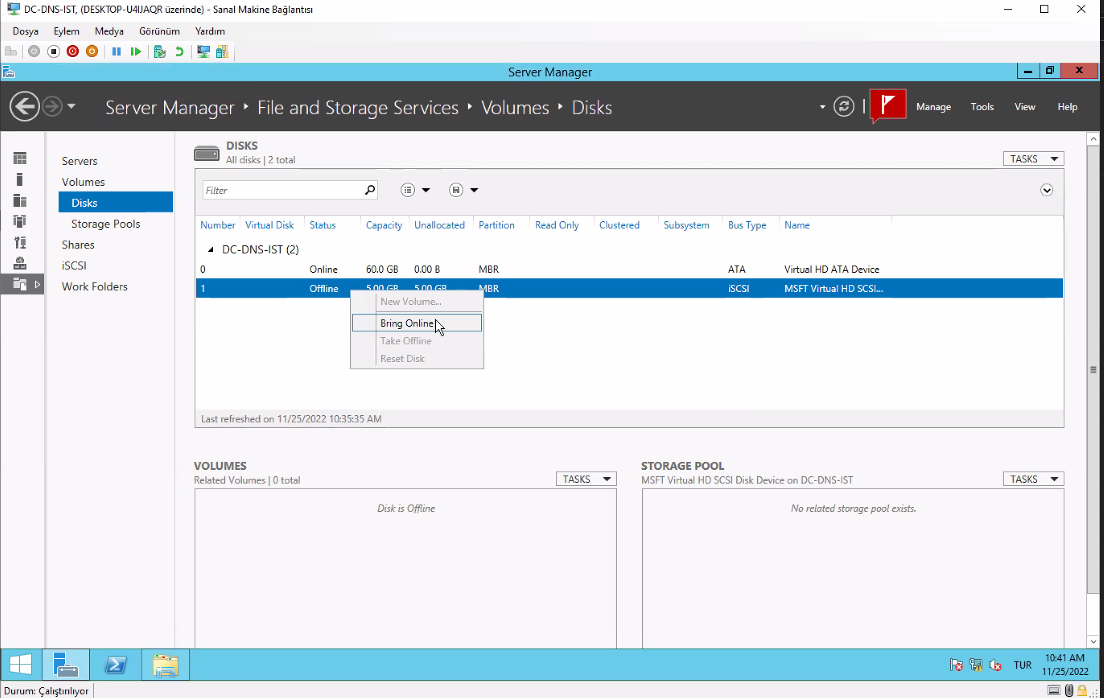 DC-DNS-IST, (DESKTOP-U4IJAQR üzerinde) - Sanal Makine Bağlantısı
Dosya Eylem Medya Görünüm Yardım
Server Manager
Server Manager File and Storage Services Volumes Disks
Manage Tools View Help
Servers
Volumes
Disks
Storage Pools
Shares
iSCSI
Work Folders
DISKS
All disks | 2 total
TASKS
Filter
Number Virtual Disk Status Capacity Unallocated Partition Read Only Clustered Subsystem Bus Type Name
DC-DNS-IST (2)
0 Online 60.0 GB 0.00 B MBR ATA Virtual HD ATA Device
1 Offline 5.00 GB 5.00 GB MBR iSCSI MSFT Virtual HD SCSI...
New Volume...
Bring Online
Take Offline
Reset Disk
Last refreshed on 11/25/2022 10:35:35 AM
VOLUMES
Related Volumes | 0 total
TASKS
Disk is Offline
STORAGE POOL
MSFT Virtual HD SCSI Disk Device on DC-DNS-IST
TASKS
No related storage pool exists.
TUR
10:41 AM
11/25/2022
Durum: Çalıştırılıyor